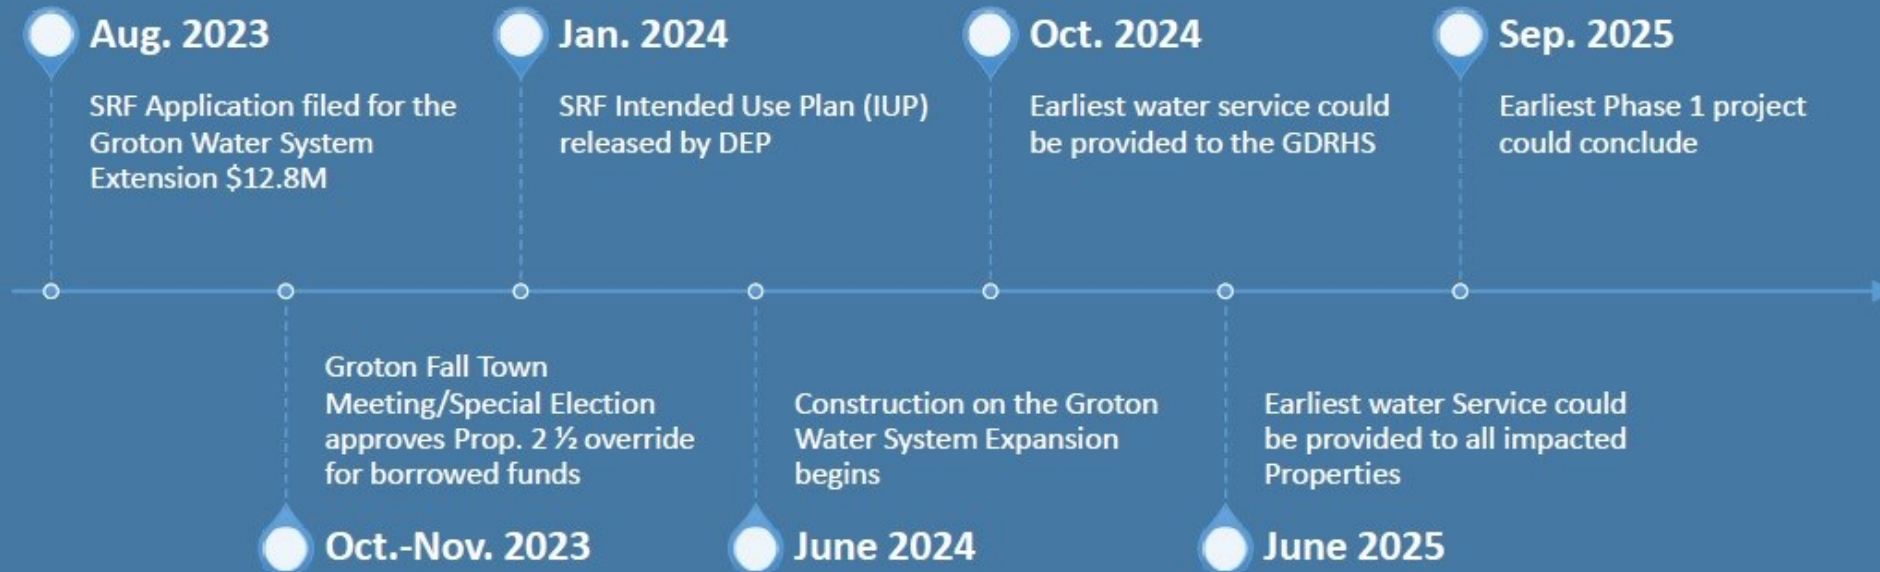 Aug. 2023
SRF Application filed for the
Groton Water System
Extension $12.8M
Oct.-Nov. 2023
Groton Fall Town
Meeting/Special Election
approves Prop. 2 ½ override
for borrowed funds
Jan. 2024
SRF Intended Use Plan (IUP)
released by DEP
June 2024
Construction on the Groton
Water System Expansion
begins
Oct. 2024
Earliest water service could
be provided to the GDRHS
June 2025
Earliest water Service could
be provided to all impacted
Properties
Sep. 2025
Earliest Phase 1 project
could conclude